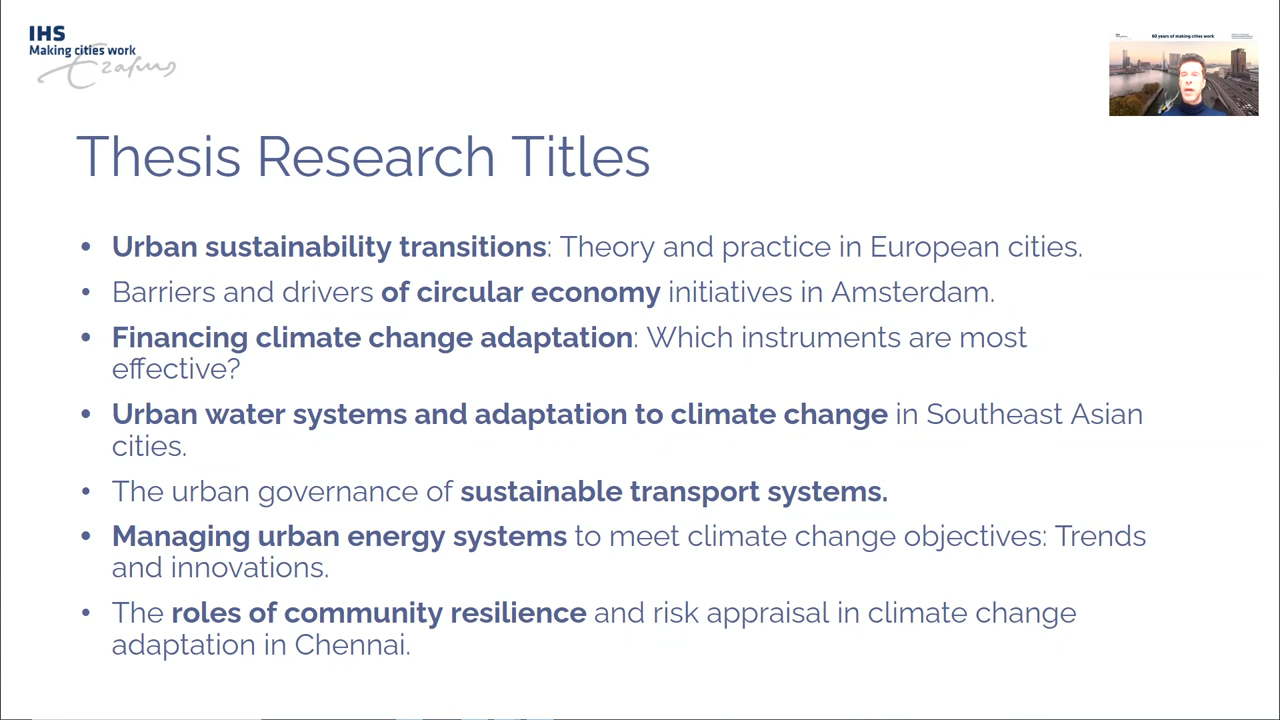 IHS
Making cities work
Erasmus
60 years of making cities work
Thesis Research Titles
• Urban sustainability transitions: Theory and practice in European cities.
• Barriers and drivers of circular economy initiatives in Amsterdam.
• Financing climate change adaptation: Which instruments are most
effective?
• Urban water systems and adaptation to climate change in Southeast Asian
cities.
• The urban governance of sustainable transport systems.
• Managing urban energy systems to meet climate change objectives: Trends
and innovations.
• The roles of community resilience and risk appraisal in climate change
adaptation in Chennai.